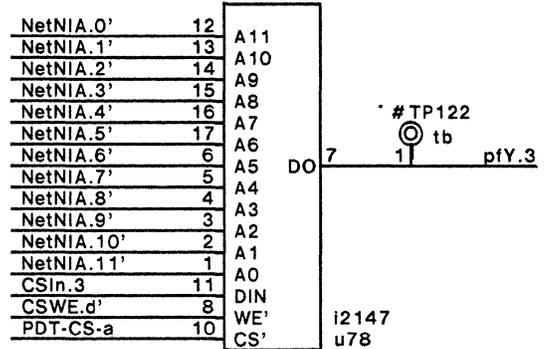 NetNIA.0' 12 A11
NetNIA.1' 13 A10
NetNIA.2' 14 A9
NetNIA.3' 15 A8
NetNIA.4' 16 A7
NetNIA.5' 17 A6
NetNIA.6' 6 A5
NetNIA.7' 5 A4
NetNIA.8' 4 A3
NetNIA.9' 3 A2
NetNIA.10' 2 A1
NetNIA.11' 1 A0
CSIn.3 11 DIN
CSWE.d' 8 WE'
PDT-CS-a 10 CS'
#TP122
tb
DO 7 1 pfY.3
i2147
u78